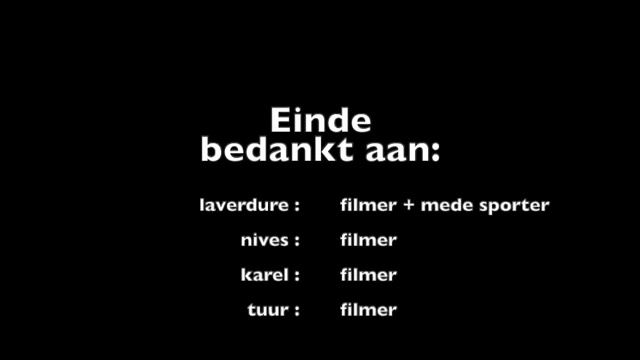 Einde
bedankt aan:
laverdure : filmer + mede sporter
nives : filmer
karel : filmer
tuur : filmer